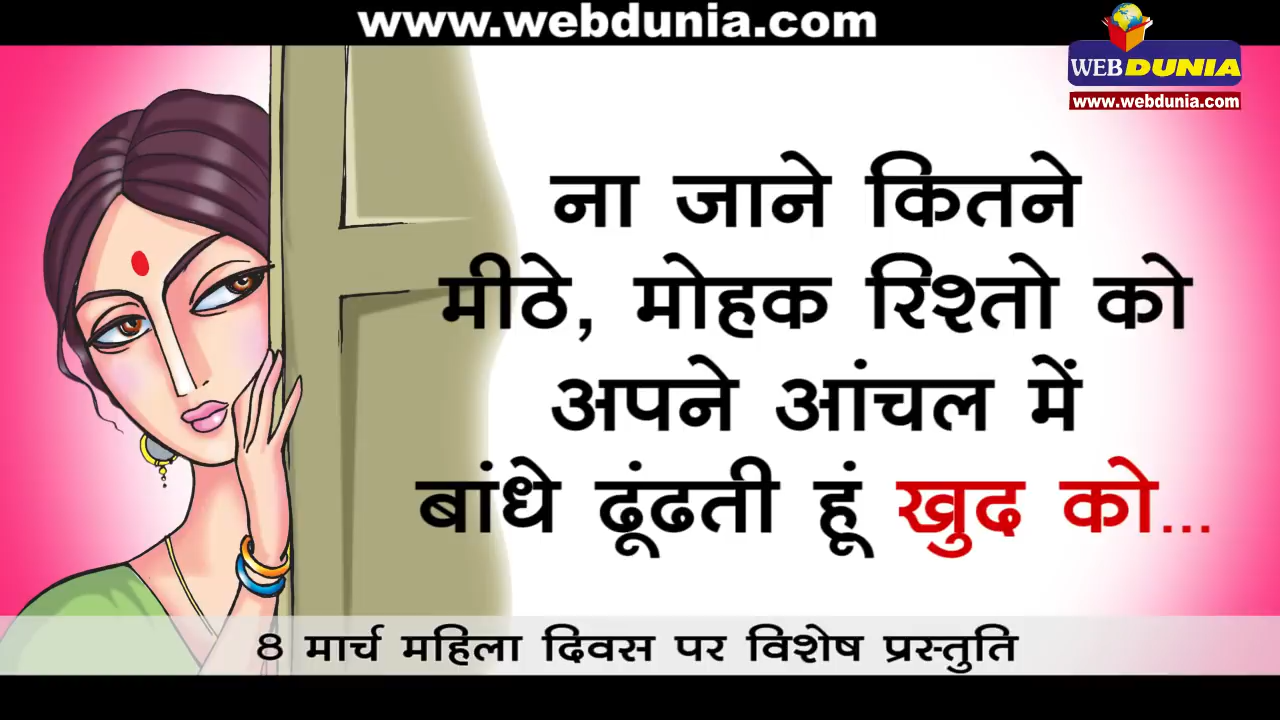 www.webdunia.com
WEBDUNIA
www.webdunia.com
ना जाने कितने
मीठे, मोहक रिश्तो को
अपने आंचल में
बांधे ढूंढती हूं खुद को...
8 मार्च महिला दिवस पर विशेष प्रस्तुति